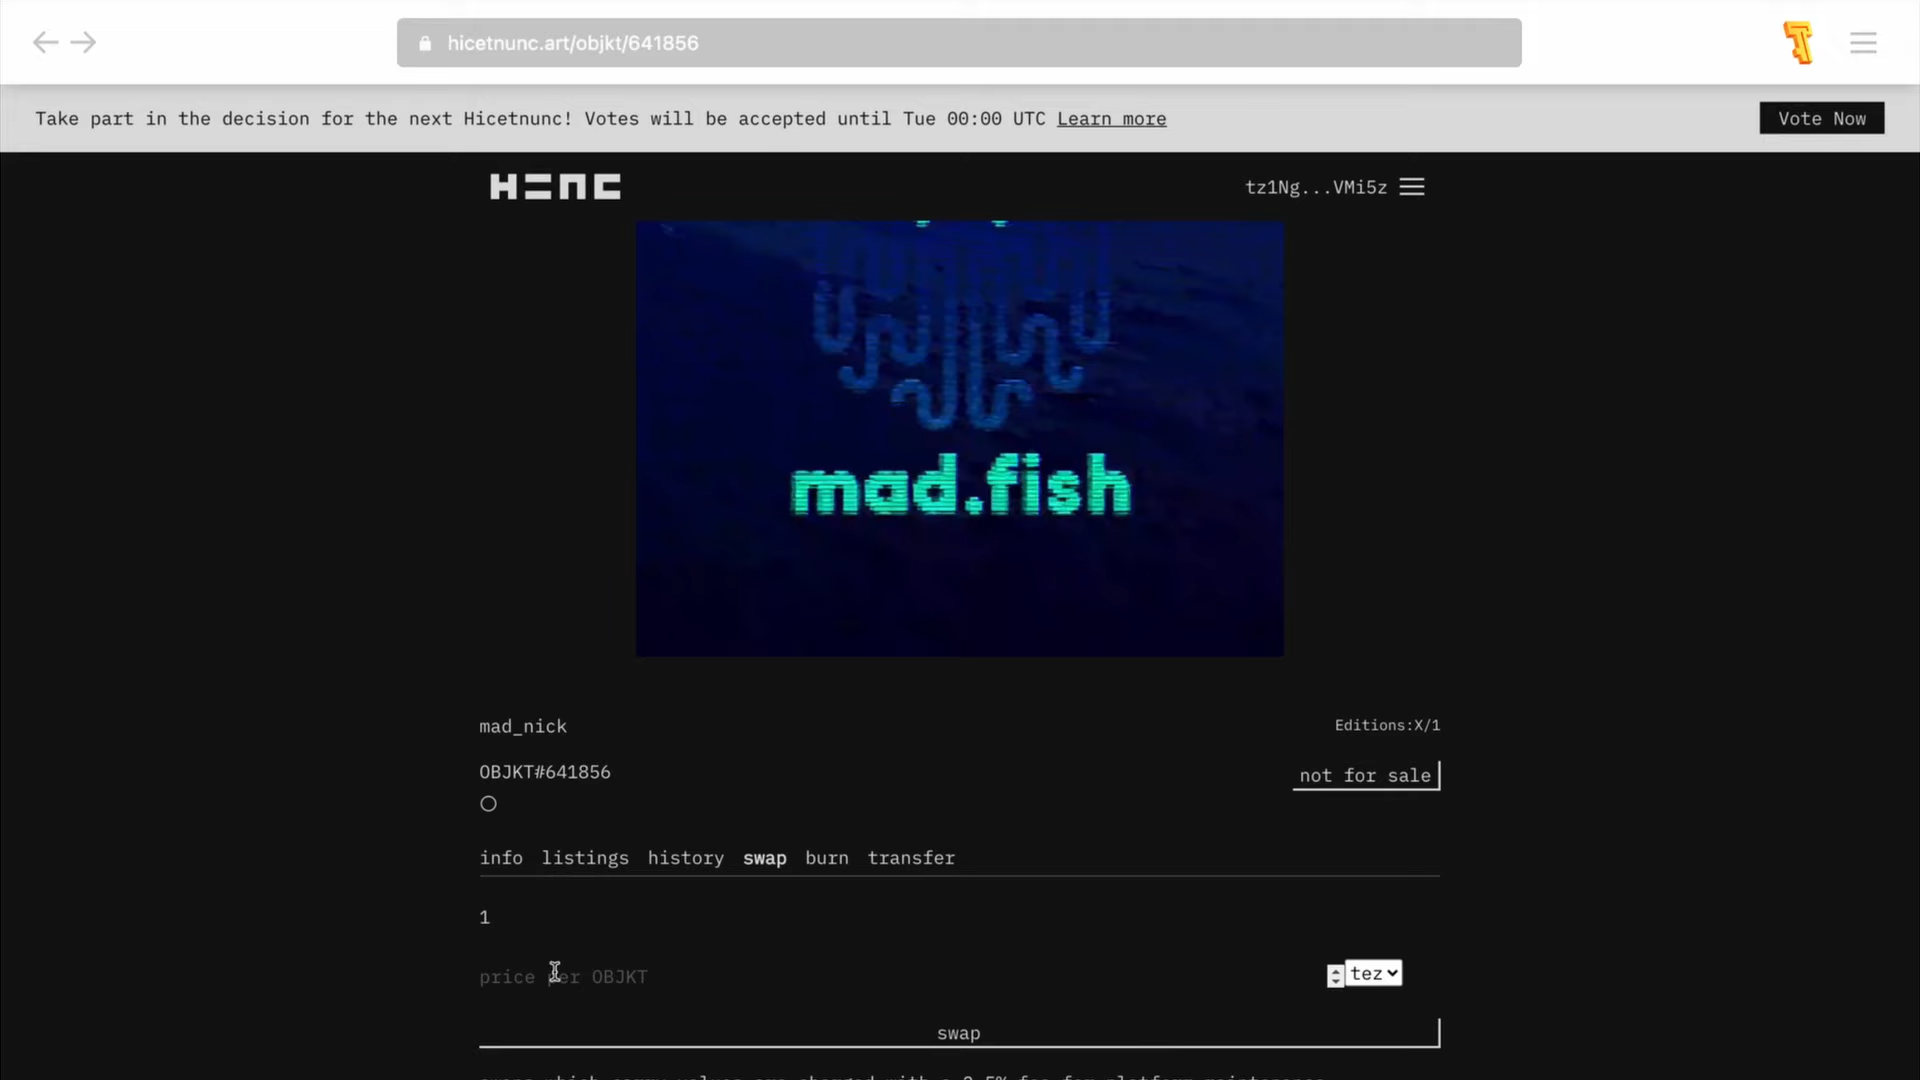 hicetnunc.art/objkt/641856
Take part in the decision for the next Hicetnunc! Votes will be accepted until Tue 00:00 UTC Learn more
Vote Now
H=NC
tz1Ng...VMi5z
mad.fish
mad_nick
Editions:X/1
OBJKT#641856
not for sale
info listings history swap burn transfer
1
price per OBJKT
tez
swap